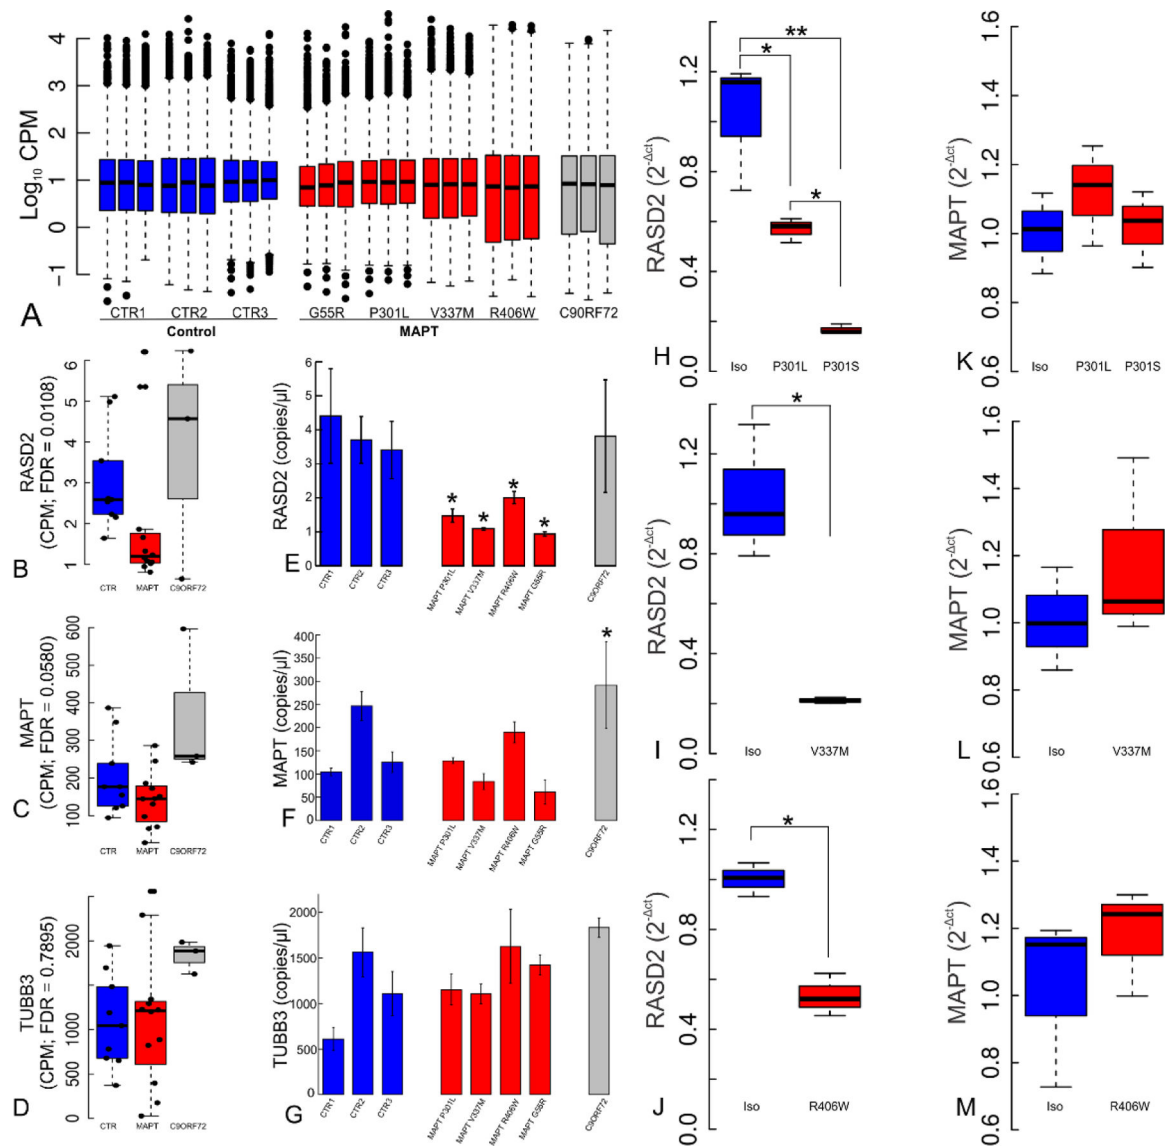 Log₁₀ CPM
−1 0 1 2 3 4
A
CTR1 CTR2 CTR3 G55R P301L V337M R406W C90RF72
Control MAPT
RASD2
(CPM; FDR = 0.0108)
1 2 3 4 5 6
B
CTR MAPT C9ORF72
RASD2 (copies/µl)
0 1 2 3 4 5 6
* * * *
E
CTR1 CTR2 CTR3 MAPT P301L MAPT V337M MAPT R406W MAPT G55R C9ORF72
MAPT
(CPM; FDR = 0.0580)
100 200 300 400 500 600
C
CTR MAPT C9ORF72
MAPT (copies/µl)
0 50 100 150 200 250 300 350 400
*
F
CTR1 CTR2 CTR3 MAPT P301L MAPT V337M MAPT R406W MAPT G55R C9ORF72
TUBB3
(CPM; FDR = 0.7895)
0 500 1000 2000
D
CTR MAPT C9ORF72
TUBB3 (copies/µl)
0 500 1000 1500 2000
G
CTR1 CTR2 CTR3 MAPT P301L MAPT V337M MAPT R406W MAPT G55R C9ORF72
RASD2 (2^-Δct)
0.0 0.4 0.8 1.2
**
*
*
H
Iso P301L P301S
RASD2 (2^-Δct)
0.0 0.4 0.8 1.2
*
I
Iso V337M
RASD2 (2^-Δct)
0.0 0.4 0.8 1.2
*
J
Iso R406W
MAPT (2^-Δct)
0.6 0.8 1.0 1.2 1.4 1.6
K
Iso P301L P301S
MAPT (2^-Δct)
0.6 0.8 1.0 1.2 1.4 1.6
L
Iso V337M
MAPT (2^-Δct)
0.6 0.8 1.0 1.2 1.4 1.6
M
Iso R406W